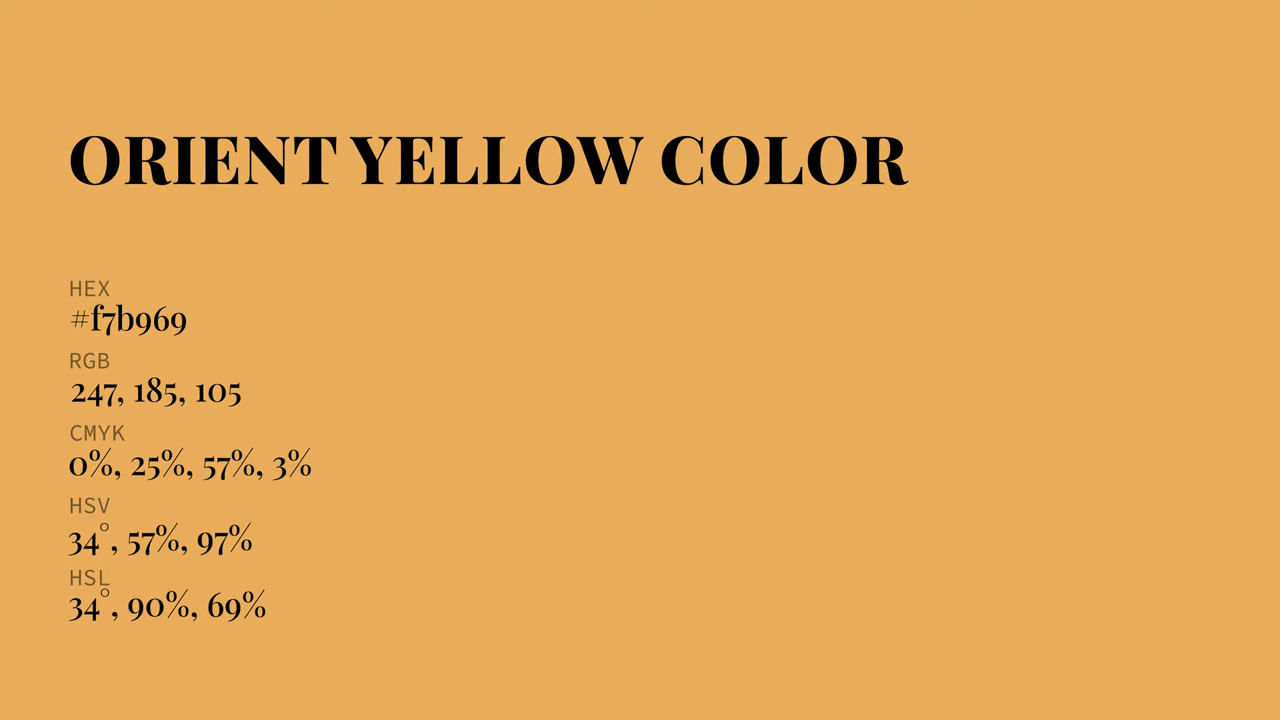 ORIENT YELLOW COLOR
HEX
#f7b969
RGB
247, 185, 105
CMYK
0%, 25%, 57%, 3%
HSV
34°, 57%, 97%
HSL
34°, 90%, 69%